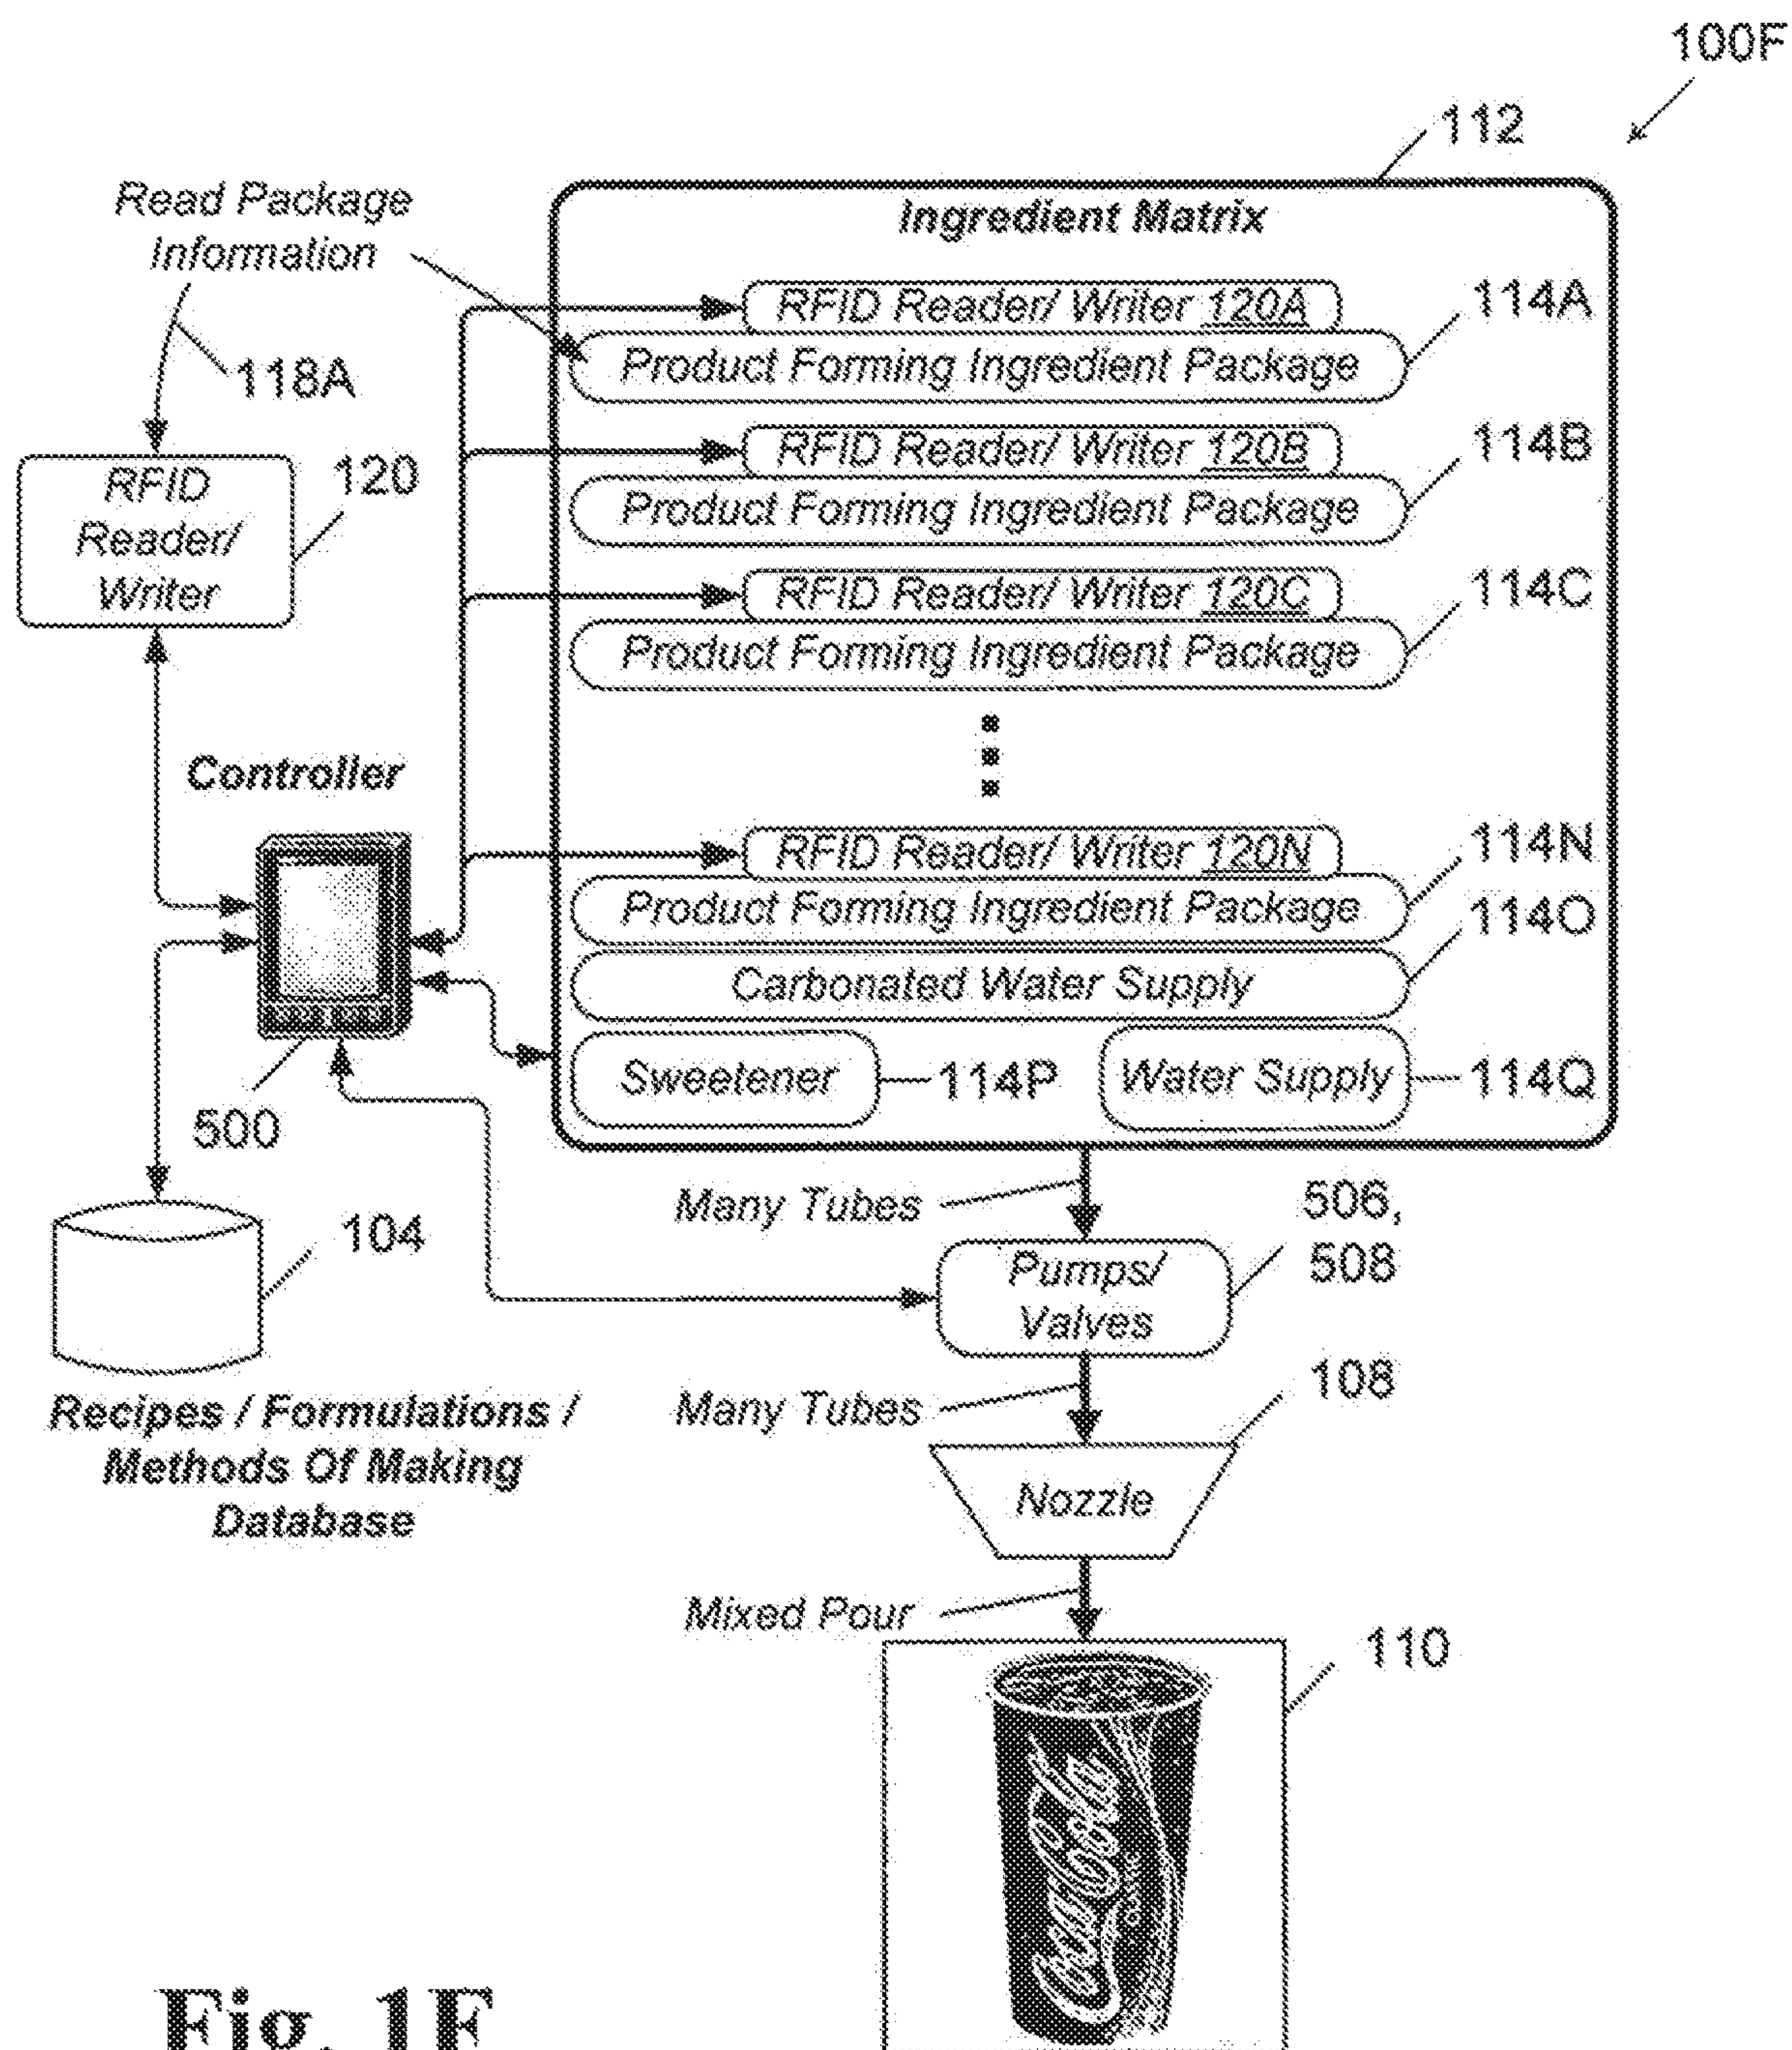 100F
112
Read Package
Information
Ingredient Matrix
RFID Reader/ Writer 120A
114A
Product Forming Ingredient Package
118A
RFID Reader/ Writer 120B
114B
Product Forming Ingredient Package
RFID
Reader/
Writer
120
RFID Reader/ Writer 120C
114C
Product Forming Ingredient Package
Controller
RFID Reader/ Writer 120N
114N
Product Forming Ingredient Package
114O
Carbonated Water Supply
Sweetener
114P
Water Supply
114Q
500
Many Tubes
506,
508
Pumps/
Valves
104
Recipes / Formulations /
Methods Of Making
Database
Many Tubes
108
Nozzle
Mixed Pour
110
Coca-Cola
Fig. 1F